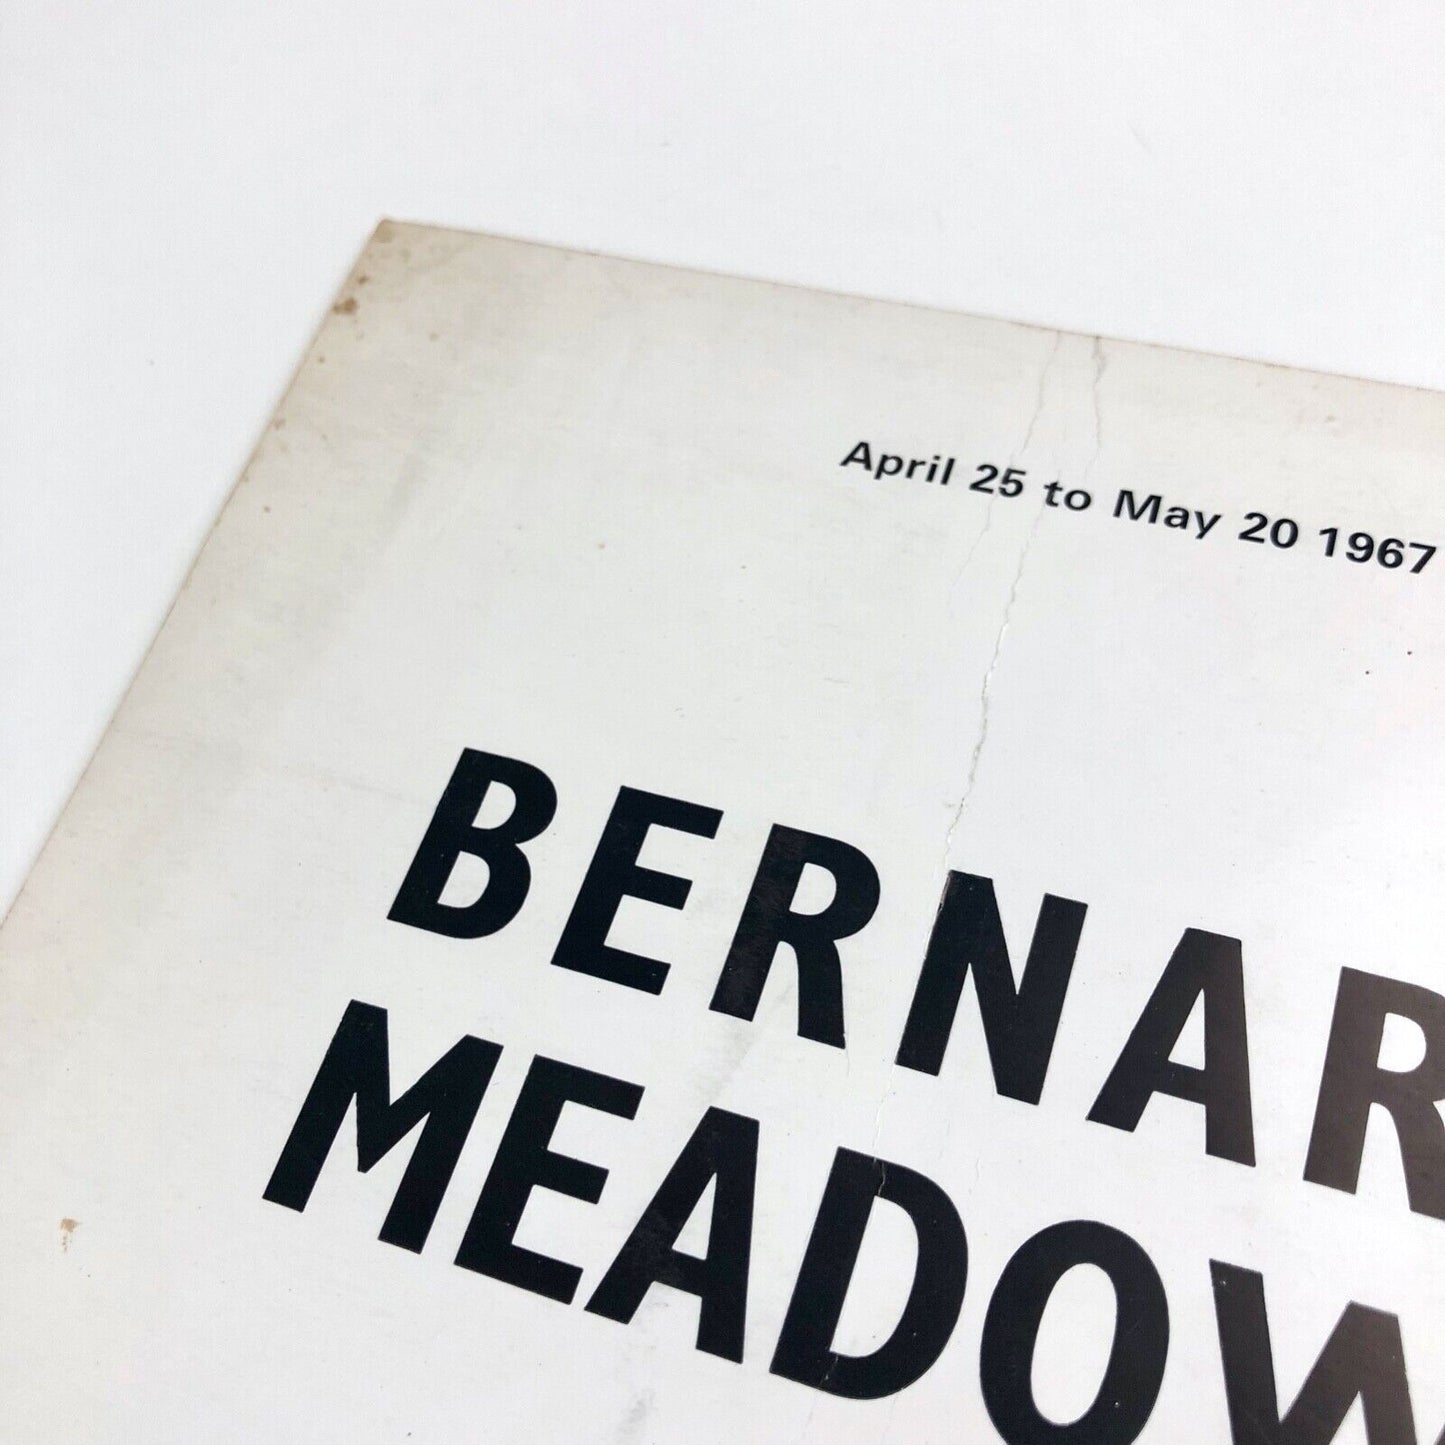 April 25 to May 20 1967
BERNAR
MEADOW